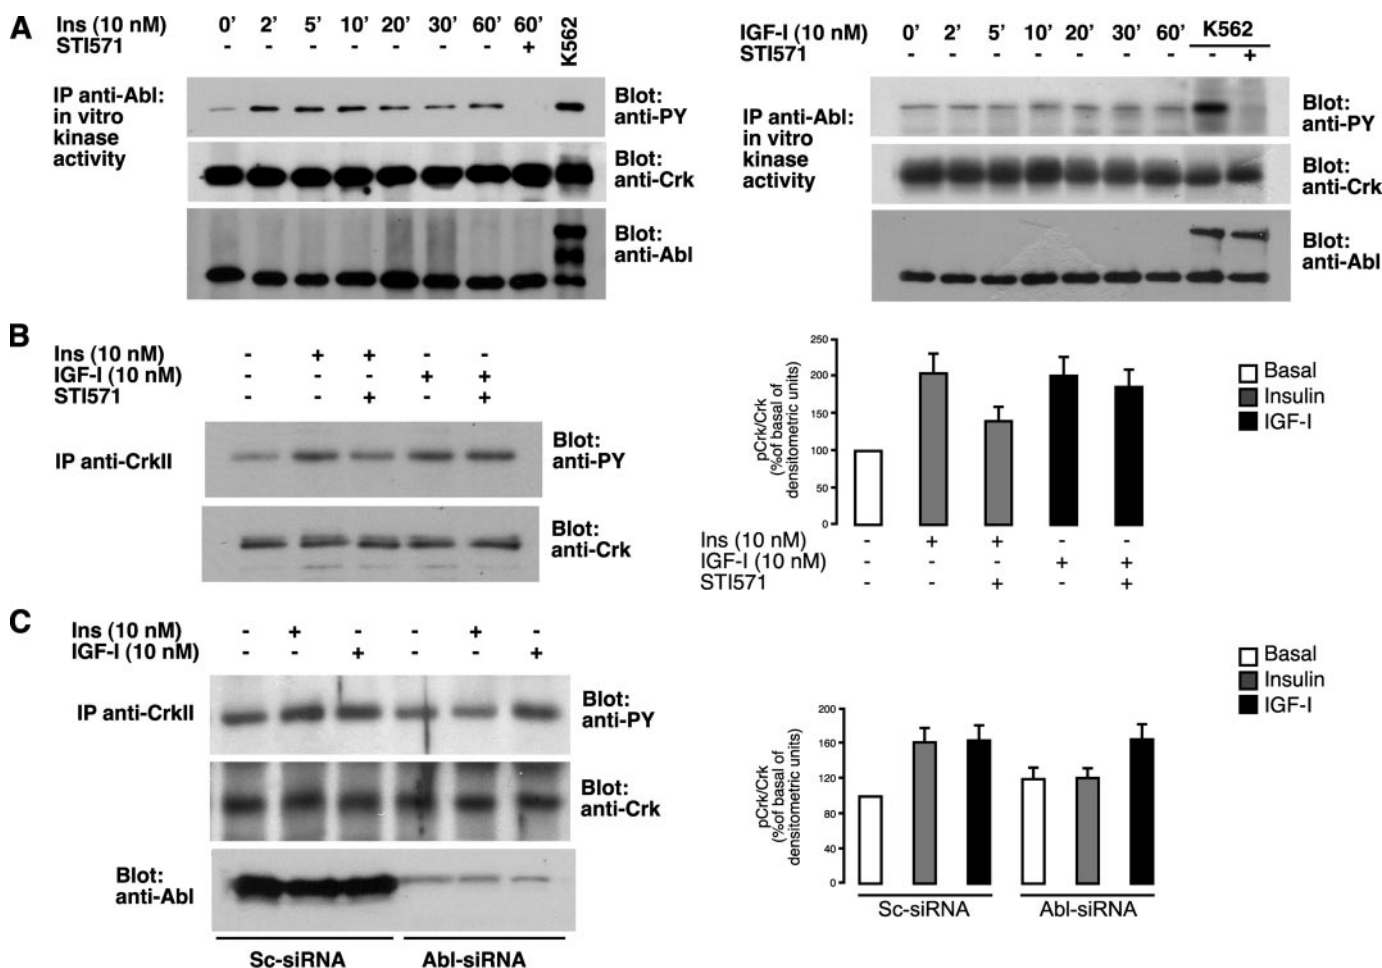 A
Ins (10 nM) 0’ 2’ 5’ 10’ 20’ 30’ 60’ 60’ K562
STI571 - - - - - - - +
IP anti-Abl:
in vitro
kinase
activity
Blot:
anti-PY
Blot:
anti-Crk
Blot:
anti-Abl
IGF-I (10 nM) 0’ 2’ 5’ 10’ 20’ 30’ 60’ K562
STI571 - - - - - - - - +
IP anti-Abl:
in vitro
kinase
activity
Blot:
anti-PY
Blot:
anti-Crk
Blot:
anti-Abl
B
Ins (10 nM) - + + - -
IGF-I (10 nM) - - - + +
STI571 - - + - +
IP anti-CrkII
Blot:
anti-PY
Blot:
anti-Crk
pCrk/Crk
(%of basal of
densitometric units)
250
200
150
100
50
0
Basal
Insulin
IGF-I
Ins (10 nM) - + + - -
IGF-I (10 nM) - - - + +
STI571 - - + - +
C
Ins (10 nM) - + - - + -
IGF-I (10 nM) - - + - - +
IP anti-CrkII
Blot:
anti-PY
Blot:
anti-Crk
Blot:
anti-Abl
Sc-siRNA Abl-siRNA
pCrk/Crk
(%of basal of
densitometric units)
200
160
120
80
40
0
Basal
Insulin
IGF-I
Sc-siRNA Abl-siRNA